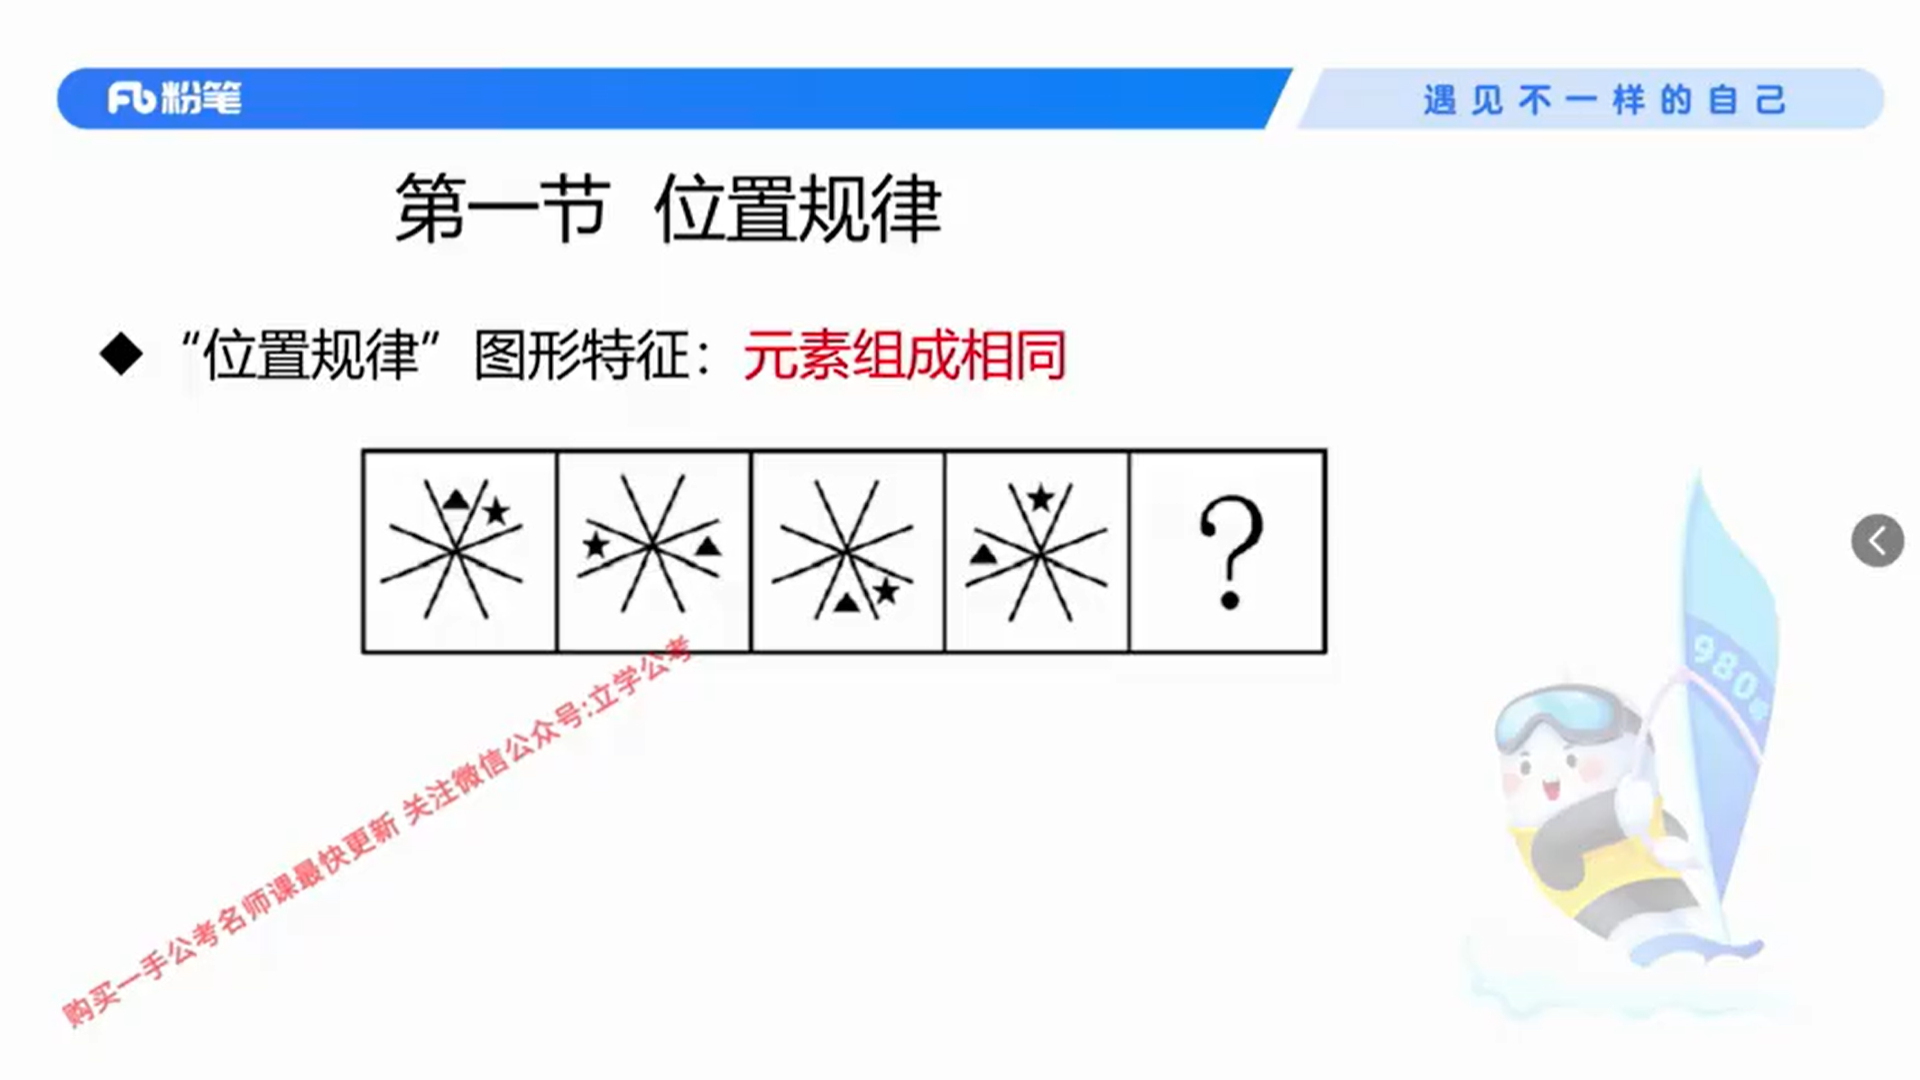 粉笔
遇见不一样的自己
第一节 位置规律
◆ “位置规律”图形特征：元素组成相同
?
购买一手公考名师课最快更新 关注微信公众号:立学公考
980